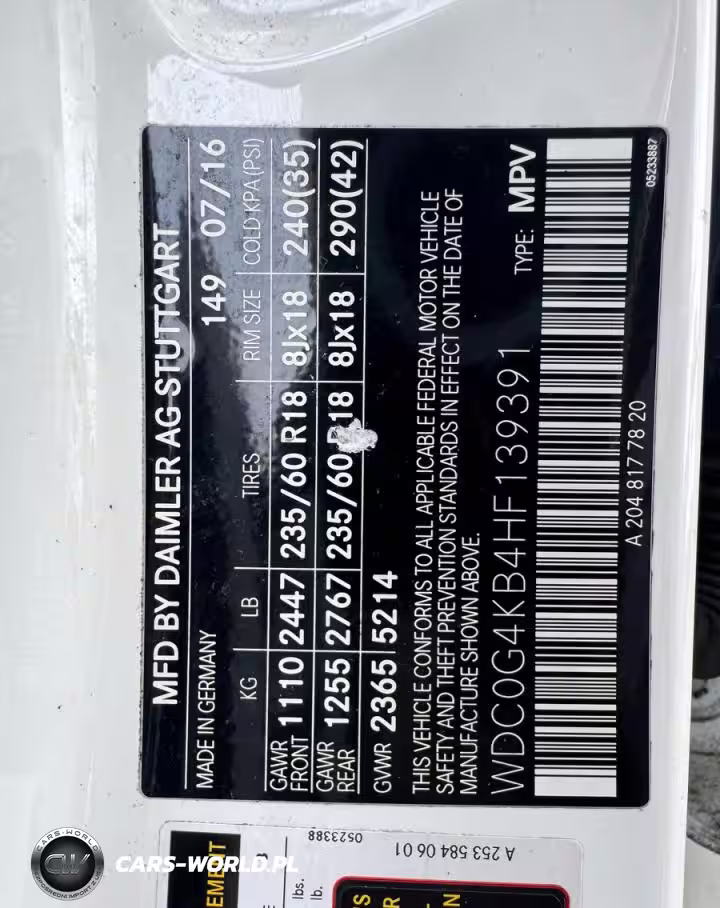 MFD BY DAIMLER AG STUTTGART
MADE IN GERMANY 149 07/16
KG LB TIRES RIM SIZE COLD KPA(PSI)
GAWR FRONT 1110 2447 235/60 R18 8Jx18 240(35)
GAWR REAR 1255 2767 235/60 R18 8Jx18 290(42)
GVWR 2365 5214
THIS VEHICLE CONFORMS TO ALL APPLICABLE FEDERAL MOTOR VEHICLE
SAFETY AND THEFT PREVENTION STANDARDS IN EFFECT ON THE DATE OF
MANUFACTURE SHOWN ABOVE.
WDC0G4KB4HF139391 TYPE: MPV
A 204 817 78 20
05233887
0523388
A 253 584 06 01
EMENT
lbs.
lb.
CARS-WORLD
CW
CARS-WORLD.PL